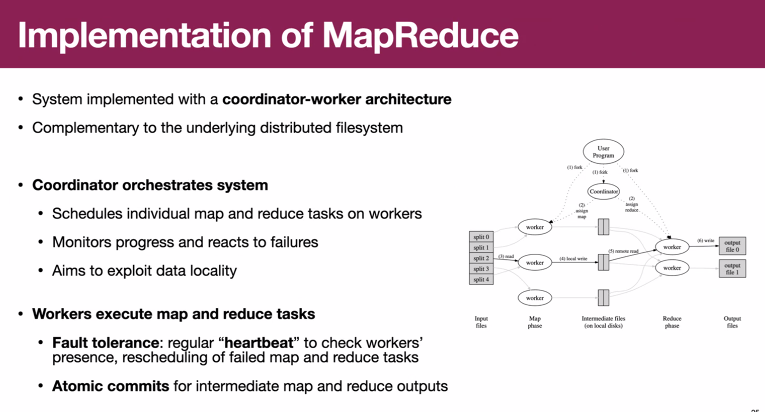 Implementation of MapReduce
• System implemented with a coordinator-worker architecture
• Complementary to the underlying distributed filesystem
• Coordinator orchestrates system
• Schedules individual map and reduce tasks on workers
• Monitors progress and reacts to failures
• Aims to exploit data locality
• Workers execute map and reduce tasks
• Fault tolerance: regular “heartbeat” to check workers’
presence, rescheduling of failed map and reduce tasks
• Atomic commits for intermediate map and reduce outputs
User
Program
(1) fork
(1) fork
(1) fork
Coordinator
(2)
assign
map
(2)
assign
reduce
split 0
split 1
split 2
split 3
split 4
(3) read
worker
worker
worker
(4) local write
(5) remote read
worker
worker
(6) write
output
file 0
output
file 1
Input
files
Map
phase
Intermediate files
(on local disks)
Reduce
phase
Output
files